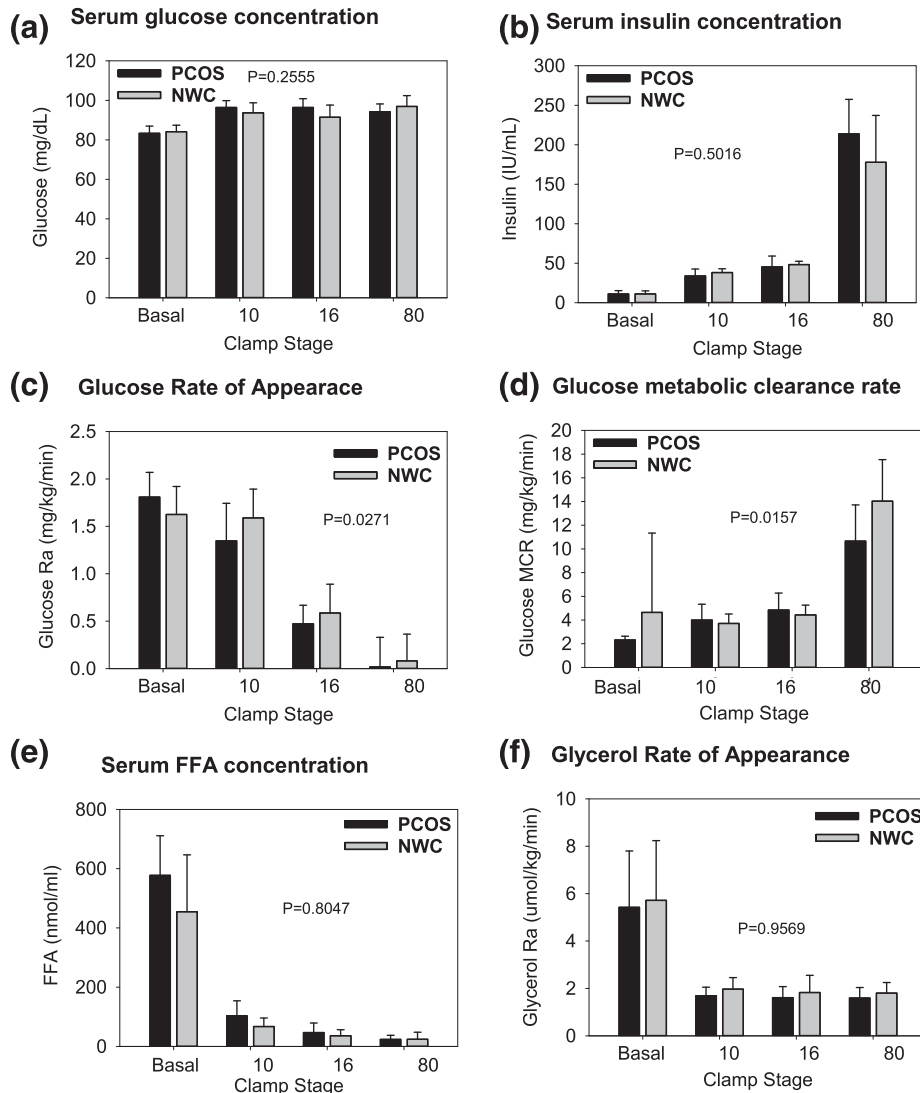 (a) Serum glucose concentration
Glucose (mg/dL)
120
100
80
60
40
20
0
PCOS
NWC
P=0.2555
Basal 10 16 80
Clamp Stage
(b) Serum insulin concentration
Insulin (IU/mL)
300
250
200
150
100
50
0
PCOS
NWC
P=0.5016
Basal 10 16 80
Clamp Stage
(c) Glucose Rate of Appearace
Glucose Ra (mg/kg/min)
2.5
2.0
1.5
1.0
0.5
0.0
PCOS
NWC
P=0.0271
Basal 10 16 80
Clamp Stage
(d) Glucose metabolic clearance rate
Glucose MCR (mg/kg/min)
20
18
16
14
12
10
8
6
4
2
0
PCOS
NWC
P=0.0157
Basal 10 16 80
Clamp Stage
(e) Serum FFA concentration
FFA (nmol/ml)
800
600
400
200
0
PCOS
NWC
P=0.8047
Basal 10 16 80
Clamp Stage
(f) Glycerol Rate of Appearance
Glycerol Ra (umol/kg/min)
10
8
6
4
2
0
PCOS
NWC
P=0.9569
Basal 10 16 80
Clamp Stage